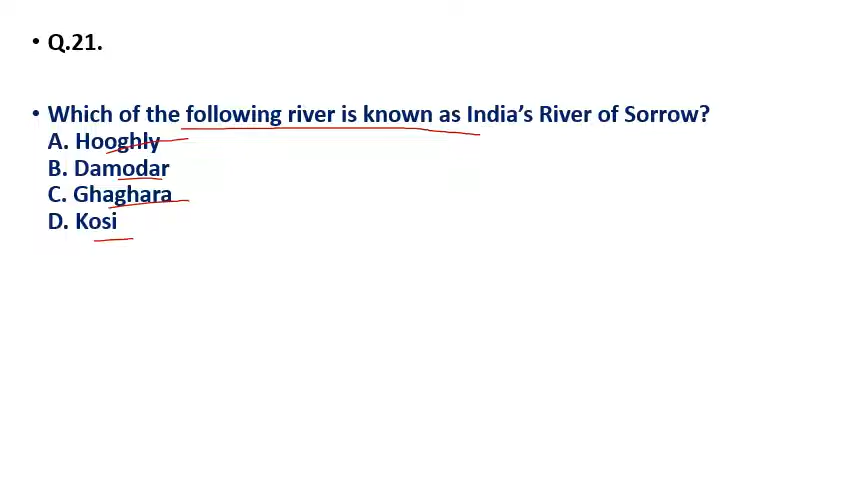 • Q.21.
• Which of the following river is known as India's River of Sorrow?
A. Hooghly
B. Damodar
C. Ghaghara
D. Kosi